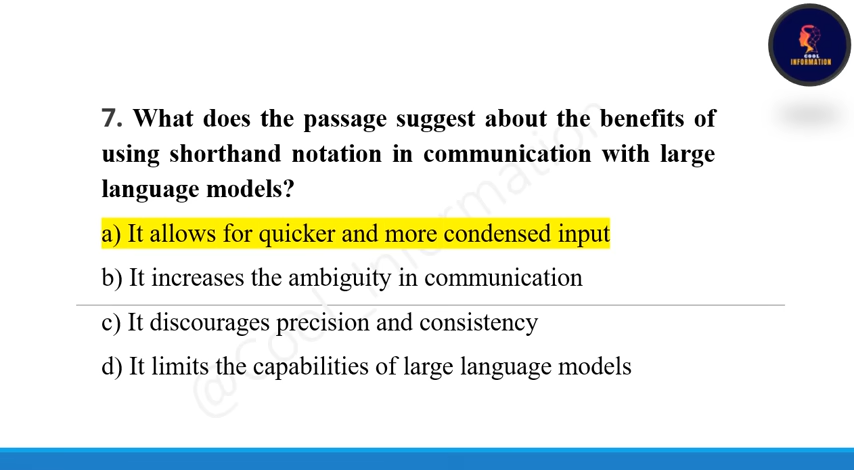 COOL
INFORMATION
7. What does the passage suggest about the benefits of
using shorthand notation in communication with large
language models?
a) It allows for quicker and more condensed input
b) It increases the ambiguity in communication
c) It discourages precision and consistency
d) It limits the capabilities of large language models
@Cool_Information